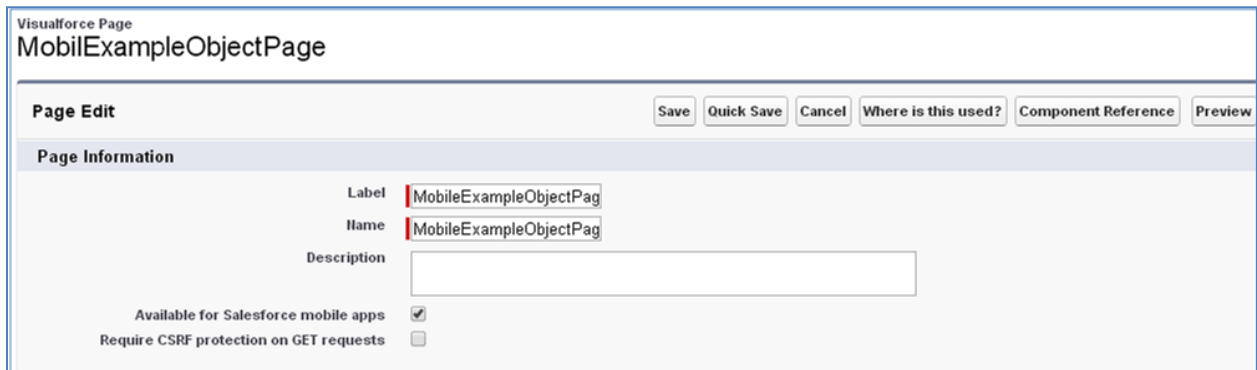 Visualforce Page
MobilExampleObjectPage
Page Edit Save Quick Save Cancel Where is this used? Component Reference Preview
Page Information
Label MobileExampleObjectPag
Name MobileExampleObjectPag
Description
Available for Salesforce mobile apps
Require CSRF protection on GET requests